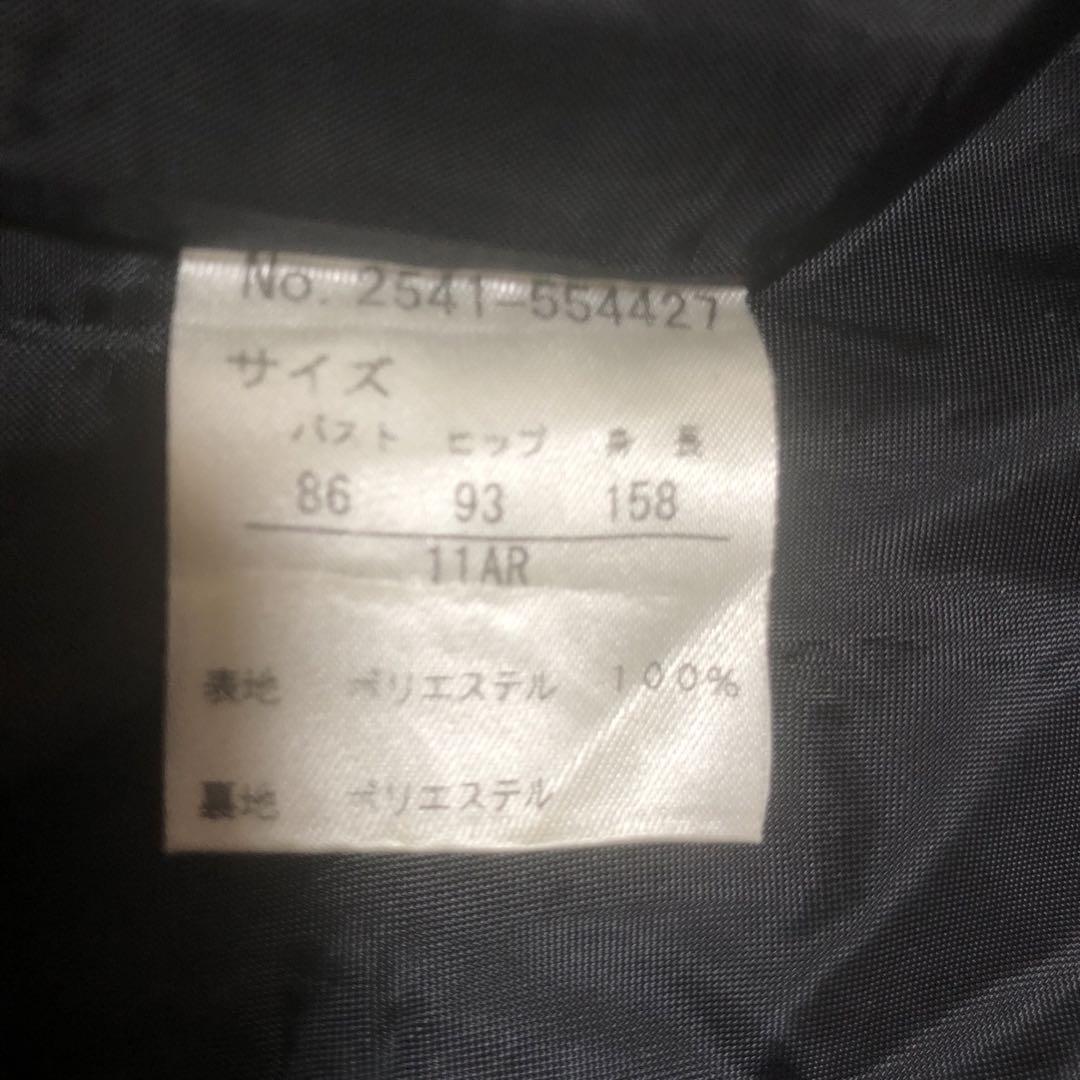 No. 2541-554427
サイズ
バスト ヒップ 身長
86 93 158
11AR
表地 ポリエステル 100%
裏地 ポリエステル